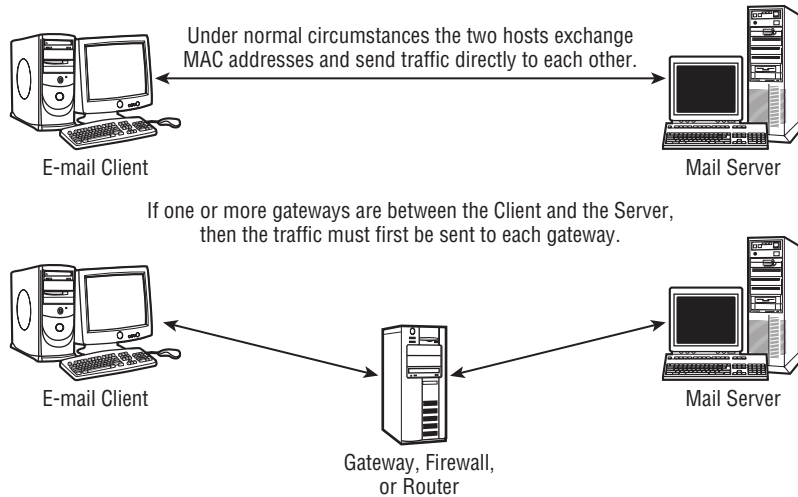 Under normal circumstances the two hosts exchange
MAC addresses and send traffic directly to each other.
E-mail Client
Mail Server
If one or more gateways are between the Client and the Server,
then the traffic must first be sent to each gateway.
E-mail Client
Mail Server
Gateway, Firewall,
or Router